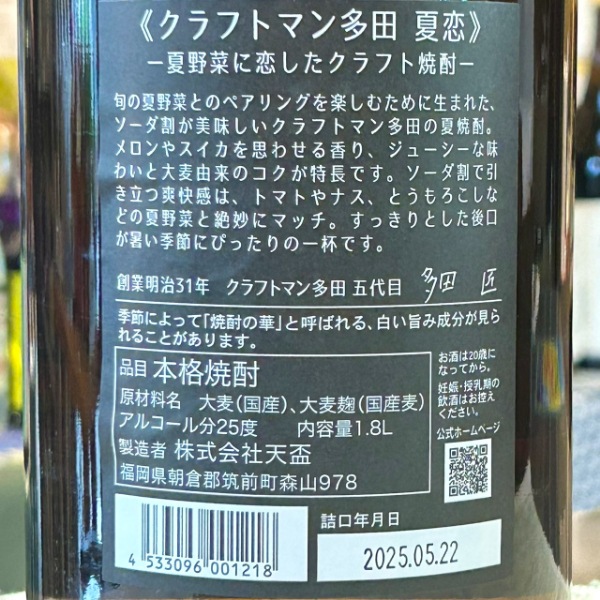 《クラフトマン多田 夏恋》
ー夏野菜に恋したクラフト焼酎ー
旬の夏野菜とのペアリングを楽しむために生まれた、
ソーダ割が美味しいクラフトマン多田の夏焼酎。
メロンやスイカを思わせる香り、ジューシーな味
わいと大麦由来のコクが特長です。ソーダ割で引
き立つ爽快感は、トマトやナス、とうもろこしな
どの夏野菜と絶妙にマッチ。すっきりとした後口
が暑い季節にぴったりの一杯です。
創業明治31年 クラフトマン多田 五代目 多田 匠
季節によって「焼酎の華」と呼ばれる、白い旨み成分が見ら
れることがあります。
品目 本格焼酎
原材料名 大麦(国産)、大麦麹(国産麦)
アルコール分25度 内容量1.8L
製造者 株式会社天盃
福岡県朝倉郡筑前町森山978
お酒は20歳に
なってから。
妊娠・授乳期の
飲酒はお控え
ください。
公式ホームページ
4 533096 001218
詰口年月日
2025.05.22